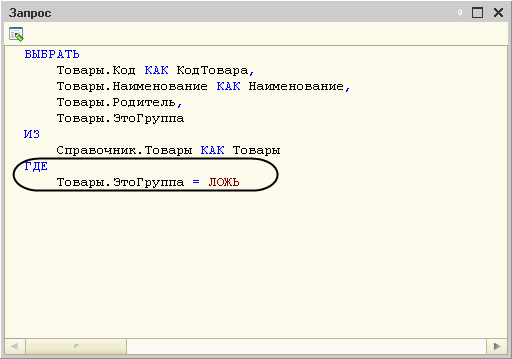 Запрос
ВЫБРАТЬ
Товары.Код КАК КодТовара,
Товары.Наименование КАК Наименование,
Товары.Родитель,
Товары.ЭтоГруппа
ИЗ
Справочник.Товары КАК Товары
ГДЕ
Товары.ЭтоГруппа = ЛОЖЬ